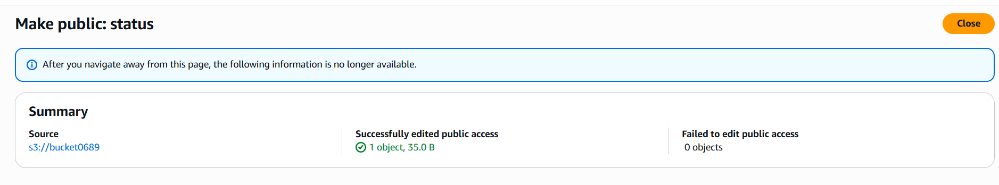 Make public: status
Close
After you navigate away from this page, the following information is no longer available.
Summary
Source
s3://bucket0689
Successfully edited public access
1 object, 35.0 B
Failed to edit public access
0 objects